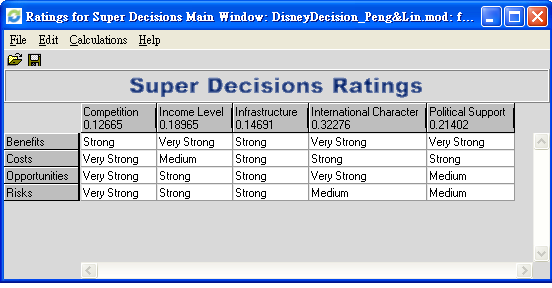 Ratings for Super Decisions Main Window: DisneyDecision_Peng&Lin.mod: f...
File Edit Calculations Help
Super Decisions Ratings
Competition Income Level Infrastructure International Character Political Support
0.12665 0.18965 0.14691 0.32276 0.21402
Benefits Strong Very Strong Strong Very Strong Very Strong
Costs Very Strong Medium Strong Strong Strong
Opportunities Very Strong Strong Strong Very Strong Medium
Risks Very Strong Strong Strong Medium Medium